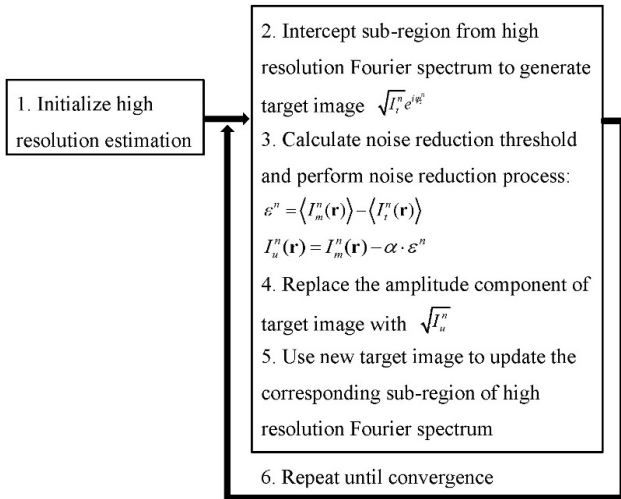 1. Initialize high
resolution estimation
2. Intercept sub-region from high
resolution Fourier spectrum to generate
target image √(I_t^n) e^{iφ_t^n}
3. Calculate noise reduction threshold
and perform noise reduction process:
ε^n = ⟨I_m^n(r)⟩ − ⟨I_t^n(r)⟩
I_u^n(r) = I_m^n(r) − α · ε^n
4. Replace the amplitude component of
target image with √(I_u^n)
5. Use new target image to update the
corresponding sub-region of high
resolution Fourier spectrum
6. Repeat until convergence